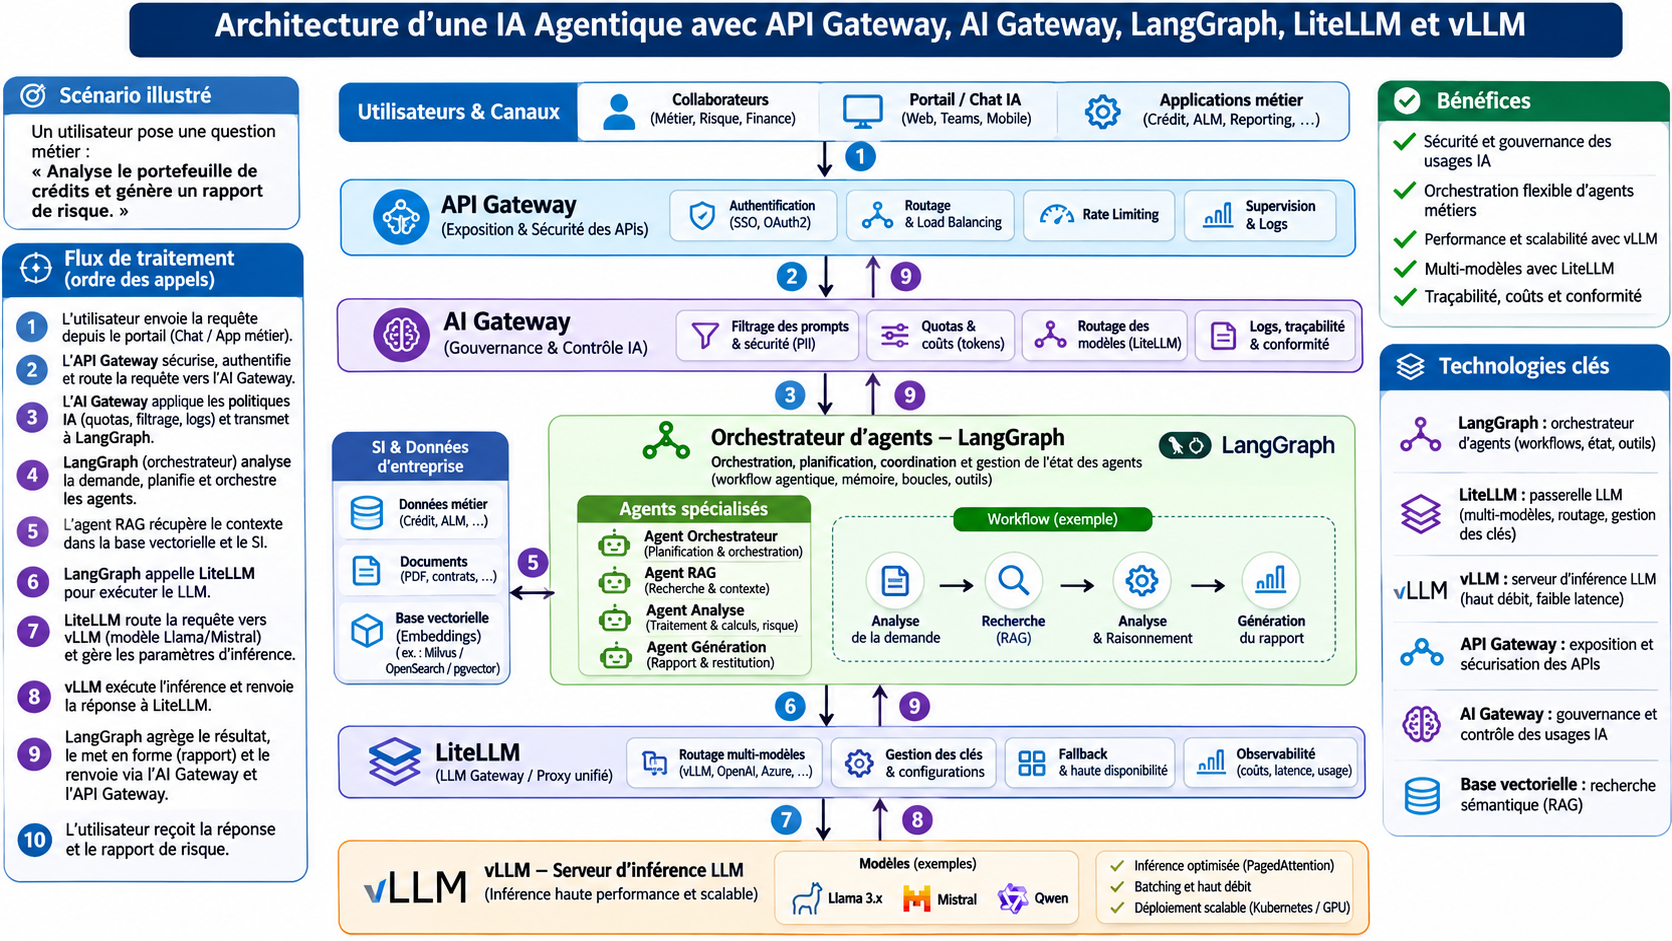 Architecture d’une IA Agentique avec API Gateway, AI Gateway, LangGraph, LiteLLM et vLLM
Scénario illustré
Un utilisateur pose une question
métier :
« Analyse le portefeuille de
crédits et génère un rapport
de risque. »
Flux de traitement
(ordre des appels)
1
L’utilisateur envoie la requête
depuis le portail (Chat / App métier).
2
L’API Gateway sécurise, authentifie
et route la requête vers l’AI Gateway.
3
L’AI Gateway applique les politiques
IA (quotas, filtrage, logs) et transmet
à LangGraph.
4
LangGraph (orchestrateur) analyse
la demande, planifie et orchestre
les agents.
5
L’agent RAG récupère le contexte
dans la base vectorielle et le SI.
6
LangGraph appelle LiteLLM
pour exécuter le LLM.
7
LiteLLM route la requête vers
vLLM (modèle Llama/Mistral)
et gère les paramètres d’inférence.
8
vLLM exécute l’inférence et renvoie
la réponse à LiteLLM.
9
LangGraph agrège le résultat,
le met en forme (rapport) et le
renvoie via l’AI Gateway et
l’API Gateway.
10
L’utilisateur reçoit la réponse
et le rapport de risque.
Utilisateurs & Canaux
Collaborateurs
(Métier, Risque, Finance)
Portail / Chat IA
(Web, Teams, Mobile)
Applications métier
(Crédit, ALM, Reporting, …)
1
API Gateway
(Exposition & Sécurité des APIs)
Authentification
(SSO, OAuth2)
Routage
& Load Balancing
Rate Limiting
Supervision
& Logs
2
9
AI Gateway
(Gouvernance & Contrôle IA)
Filtrage des prompts
& sécurité (PII)
Quotas &
coûts (tokens)
Routage des
modèles (LiteLLM)
Logs, traçabilité
& conformité
3
9
SI & Données
d’entreprise
Données métier
(Crédit, ALM, …)
Documents
(PDF, contrats, …)
Base vectorielle
(Embeddings)
( ex. : Milvus /
OpenSearch / pgvector)
5
Orchestrateur d’agents – LangGraph
Orchestration, planification, coordination et gestion de l’état des agents
(workflow agentique, mémoire, boucles, outils)
LangGraph
Agents spécialisés
Agent Orchestrateur
(Planification & orchestration)
Agent RAG
(Recherche & contexte)
Agent Analyse
(Traitement & calculs, risque)
Agent Génération
(Rapport & restitution)
Workflow (exemple)
Analyse
de la demande
Recherche
(RAG)
Analyse
& Raisonnement
Génération
du rapport
6
9
LiteLLM
(LLM Gateway / Proxy unifié)
Routage multi-modèles
(vLLM, OpenAI, Azure, …)
Gestion des clés
& configurations
Fallback
& haute disponibilité
Observabilité
(coûts, latence, usage)
7
8
vLLM
vLLM – Serveur d’inférence LLM
(Inférence haute performance et scalable)
Modèles (exemples)
Llama 3.x
Mistral
Qwen
Inférence optimisée (PagedAttention)
Batching et haut débit
Déploiement scalable (Kubernetes / GPU)
Bénéfices
Sécurité et gouvernance des
usages IA
Orchestration flexible d’agents
métiers
Performance et scalabilité avec vLLM
Multi-modèles avec LiteLLM
Traçabilité, coûts et conformité
Technologies clés
LangGraph : orchestrateur
d’agents (workflows, état, outils)
LiteLLM : passerelle LLM
(multi-modèles, routage, gestion
des clés)
vLLM
vLLM : serveur d’inférence LLM
(haut débit, faible latence)
API Gateway : exposition et
sécurisation des APIs
AI Gateway : gouvernance et
contrôle des usages IA
Base vectorielle : recherche
sémantique (RAG)